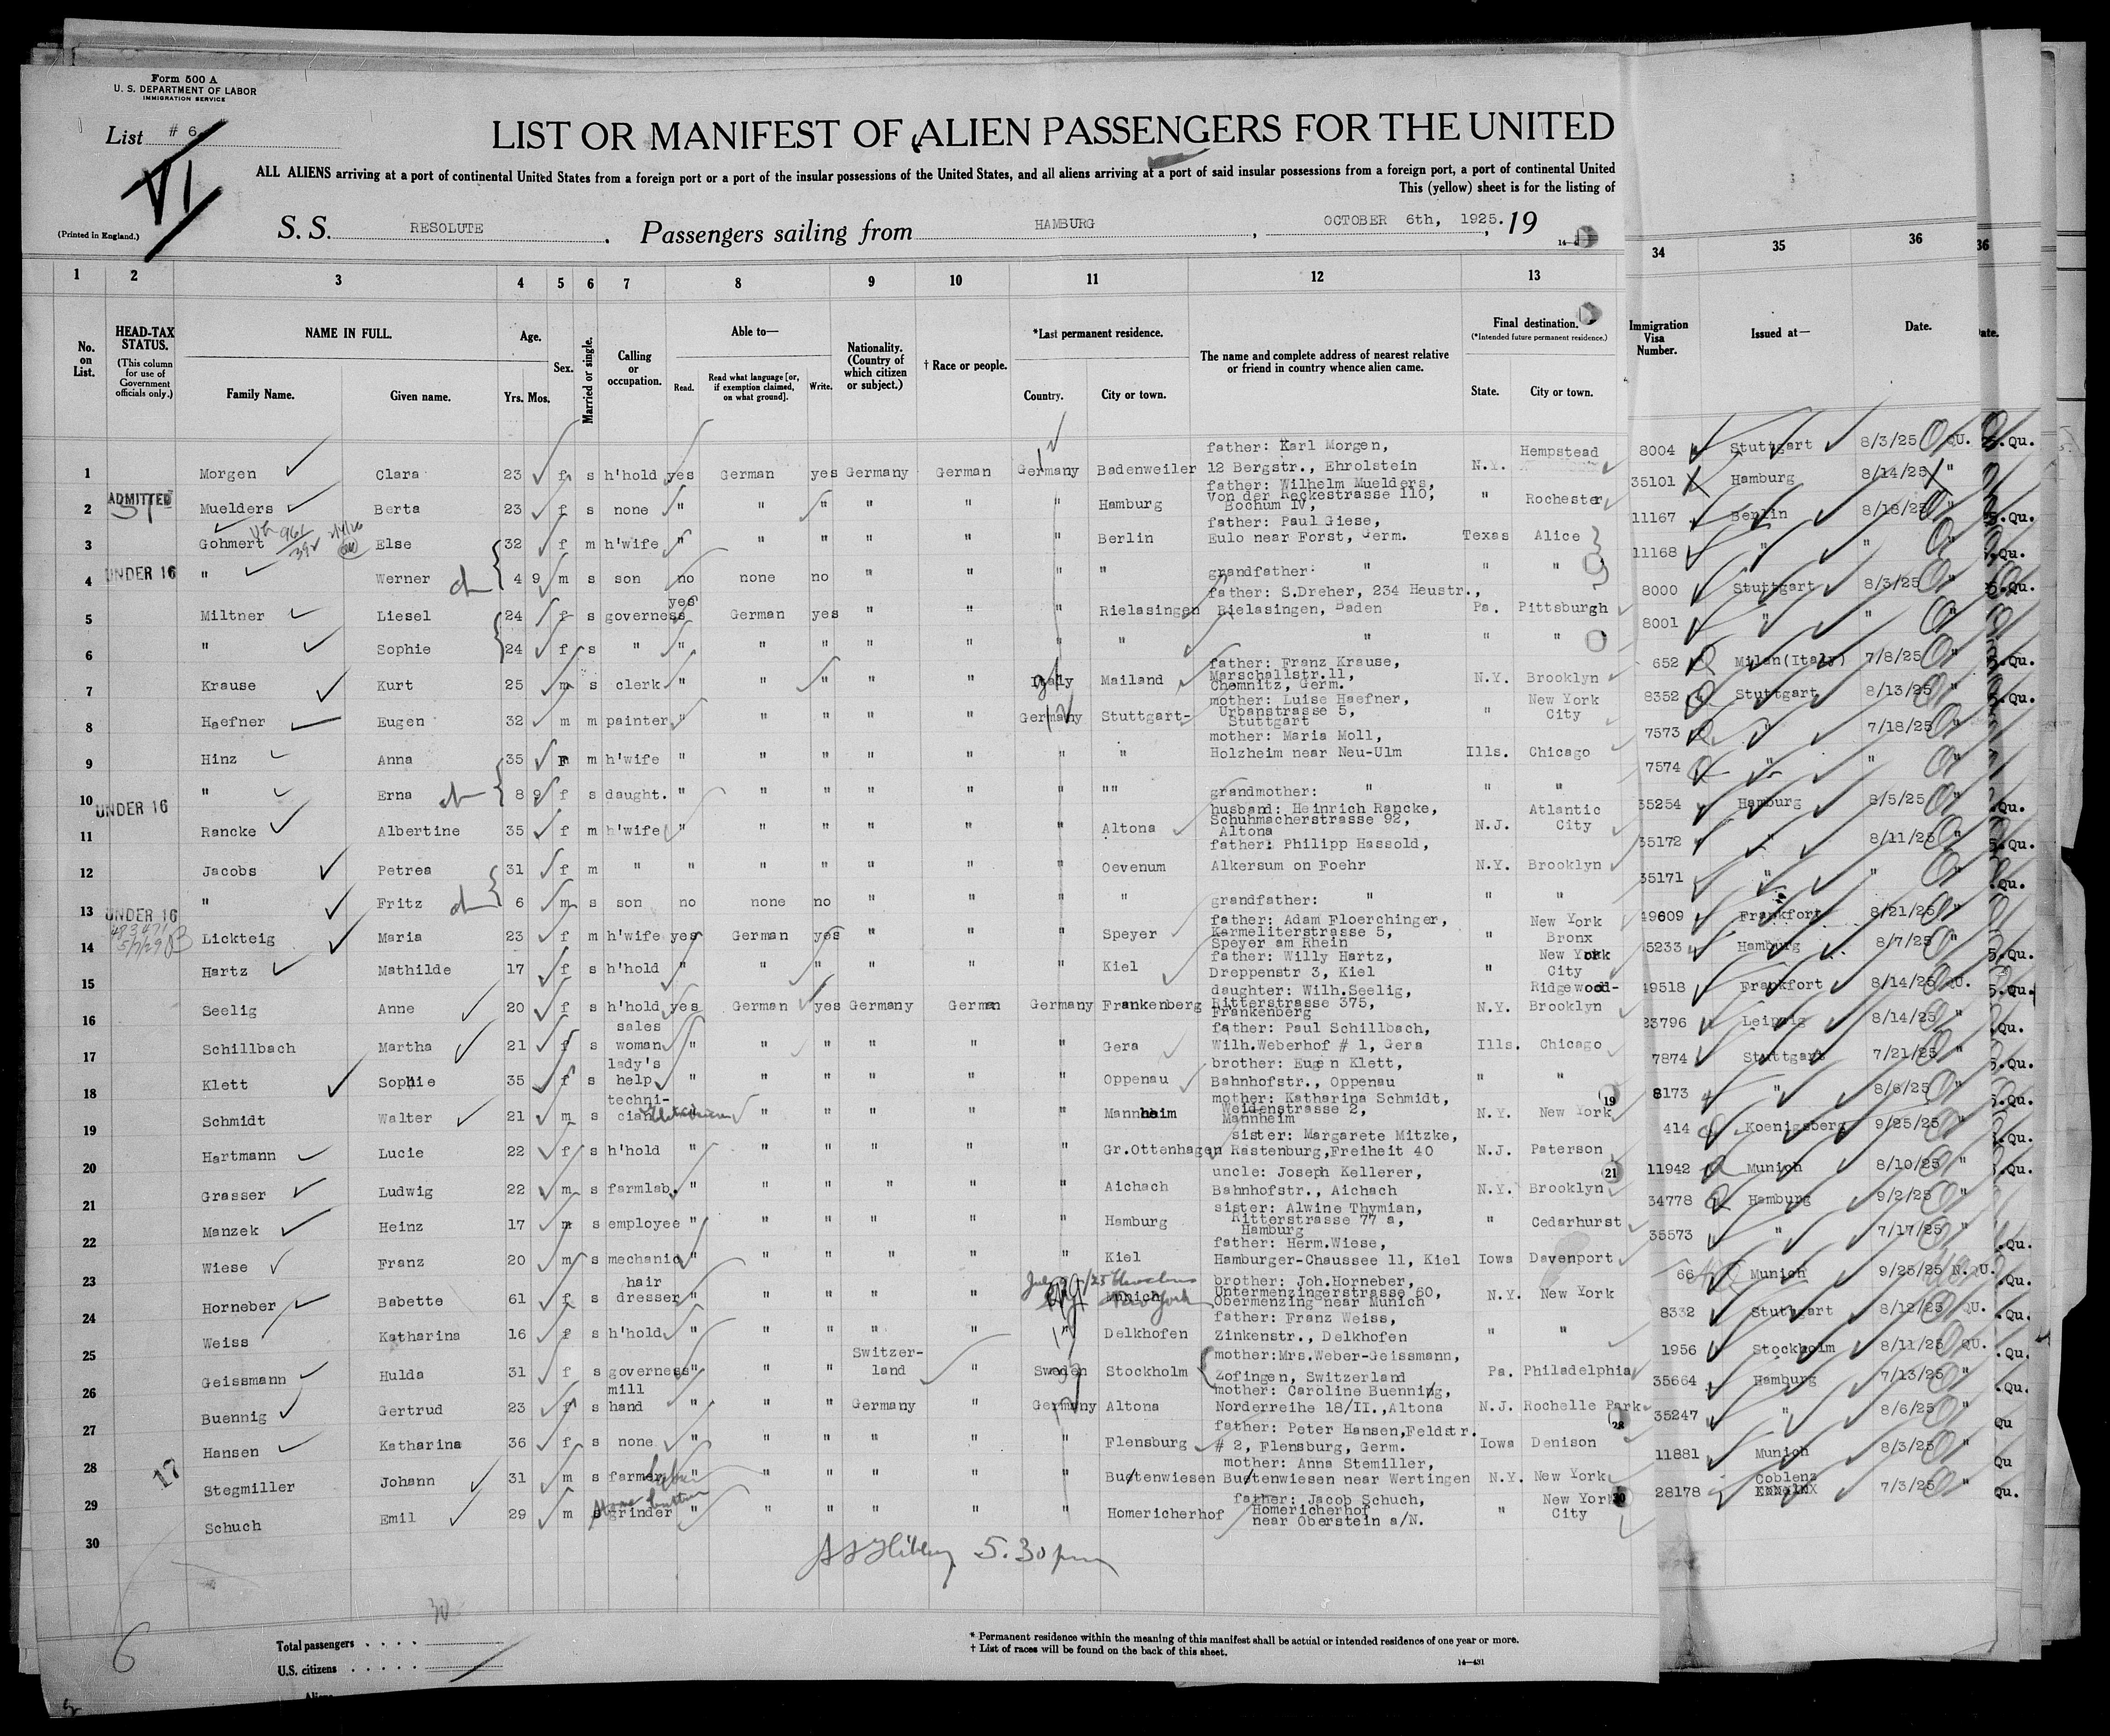 Form 500 A
U. S. DEPARTMENT OF LABOR
IMMIGRATION SERVICE
List # 6.
VI
(Printed in England.)
LIST OR MANIFEST OF ALIEN PASSENGERS FOR THE UNITED
ALL ALIENS arriving at a port of continental United States from a foreign port or a port of the insular possessions of the United States, and all aliens arriving at a port of said insular possessions from a foreign port, a port of continental United
This (yellow) sheet is for the listing of
S. S. RESOLUTE . Passengers sailing from HAMBURG , OCTOBER 6th, 1925. , 19
1 2 3 4 5 6 7 8 9 10 11 12 13 34 35 36 36
No. on List. HEAD-TAX STATUS. (This column for use of Government officials only.) NAME IN FULL. Family Name. Given name. Age. Yrs. Mos. Sex. Married or single. Calling or occupation. Able to— Read. Read what language [or, if exemption claimed, on what ground]. Write. Nationality. (Country of which citizen or subject.) † Race or people. *Last permanent residence. Country. City or town. The name and complete address of nearest relative or friend in country whence alien came. Final destination. (*Intended future permanent residence.) State. City or town. Immigration Visa Number. Issued at— Date.
1 Morgen Clara 23 f s h'hold yes German yes Germany German Germany Badenweiler father: Karl Morgen, 12 Bergstr., Ehrolstein N.Y. Hempstead 8004 Stuttgart 8/3/25 QU.
2 ADMITTED Muelders Berta 23 f s none " " " " " " Hamburg father: Wilhelm Muelders, Von der Reckestrasse 110, Bochum IV, " Rochester 35101 Hamburg 8/14/25 "
3 Gohmert Else 32 f m h'wife " " " " " " Berlin father: Paul Giese, Eulo near Forst, Germ. Texas Alice 11167 Berlin 8/18/25 "
4 UNDER 16 " Werner 4 9 m s son no none no " " " " grandfather: " " " 11168 " " "
5 Miltner Liesel 24 f s governess yes German yes " " " Rielasingen father: S.Dreher, 234 Heustr., Rielasingen, Baden Pa. Pittsburgh 8000 Stuttgart 8/3/25 "
6 " Sophie 24 f s " " " " " " " " " " " 8001 " " "
7 Krause Kurt 25 m s clerk " " " " " Italy Mailand father: Franz Krause, Marschallstr.11, Chemnitz, Germ. N.Y. Brooklyn 652 Milan(Italy) 7/8/25 "
8 Haefner Eugen 32 m m painter " " " " " Germany Stuttgart- mother: Luise Haefner, Urbanstrasse 5, Stuttgart " New York City 8352 Stuttgart 8/13/25 "
9 Hinz Anna 35 F m h'wife " " " " " " " mother: Maria Moll, Holzheim near Neu-Ulm Ills. Chicago 7573 " 7/18/25 "
10 UNDER 16 " Erna 8 9 f s daught. " " " " " " "" grandmother: " " " 7574 " " "
11 Rancke Albertine 35 f m h'wife " " " " " " Altona husband: Heinrich Rancke, Schuhmacherstrasse 92, Altona N.J. Atlantic City 35254 Hamburg 8/5/25 "
12 Jacobs Petrea 31 f m " " " " " " " Oevenum father: Philipp Hassold, Alkersum on Foehr N.Y. Brooklyn 35172 " 8/11/25 "
13 UNDER 16 " Fritz 6 m s son no none no " " " " grandfather: " " " 35171 " " "
14 Lickteig Maria 23 f m h'wife yes German yes " " " Speyer father: Adam Floerchinger, Karmeliterstrasse 5, Speyer am Rhein " New York Bronx 49609 Frankfort 8/21/25 "
15 Hartz Mathilde 17 f s h'hold " " " " " " Kiel father: Willy Hartz, Dreppenstr 3, Kiel " New York City 35233 Hamburg 8/7/25 "
16 Seelig Anne 20 f s h'hold yes German yes Germany German Germany Frankenberg daughter: Wilh.Seelig, Ritterstrasse 375, Frankenberg N.Y. Ridgewood- Brooklyn 49518 Frankfort 8/14/25 QU.
17 Schillbach Martha 21 f s sales woman " " " " " " Gera father: Paul Schillbach, Wilh.Weberhof # 1, Gera Ills. Chicago 23796 Leipzig 8/14/25 "
18 Klett Sophie 35 f s lady's help " " " " " " Oppenau brother: Eugen Klett, Bahnhofstr., Oppenau " " 7874 Stuttgart 7/21/25 "
19 Schmidt Walter 21 m s techni- cian " " " " " Mannheim mother: Katharina Schmidt, Weidenstrasse 2, Mannheim N.Y. New York 8173 " 8/6/25 "
20 Hartmann Lucie 22 f s h'hold " " " " " " Gr.Ottenhagen sister: Margarete Mitzke, Rastenburg,Freiheit 40 N.J. Paterson 414 Koenigsberg 9/25/25 "
21 Grasser Ludwig 22 m s farmlab. " " " " " " Aichach uncle: Joseph Kellerer, Bahnhofstr., Aichach N.Y. Brooklyn 11942 Munich 8/10/25 "
22 Manzek Heinz 17 m s employee " " " " " " Hamburg sister: Alwine Thymian, Ritterstrasse 77 a, Hamburg " Cedarhurst 34778 Hamburg 9/2/25 "
23 Wiese Franz 20 m s mechanic " " " " " " Kiel father: Herm.Wiese, Hamburger-Chaussee 11, Kiel Iowa Davenport 35573 " 7/17/25 "
24 Horneber Babette 61 f s hair dresser " " " " " Munich New York brother: Joh.Horneber, Untermenzingerstrasse 60, Obermenzing near Munich N.Y. New York 66 Munich 9/25/25 N.QU.
25 Weiss Katharina 16 f s h'hold " " " " " " Delkhofen father: Franz Weiss, Zinkenstr., Delkhofen " " 8332 Stuttgart 8/12/25 QU.
26 Geissmann Hulda 31 f s governess " " " Switzer- land " Sweden Stockholm mother:Mrs.Weber-Geissmann, Zofingen, Switzerland Pa. Philadelphia 1956 Stockholm 8/11/25 QU.
27 Buennig Gertrud 23 f s mill hand " " " Germany " Germany Altona mother: Caroline Buenning, Norderreihe 18/II.,Altona N.J. Rochelle Park 35664 Hamburg 7/13/25 "
28 Hansen Katharina 36 f s none " " " " " " Flensburg father: Peter Hansen,Feldstr. # 2, Flensburg, Germ. Iowa Denison 35247 " 8/6/25 "
29 17 Stegmiller Johann 31 m s farmer " " " " " " Buetenwiesen mother: Anna Stemiller, Buetenwiesen near Wertingen N.Y. New York 11881 Munich 8/3/25 "
30 Schuch Emil 29 m s grinder " " " " " " Homericherhof father: Jacob Schuch, Homericherhof near Oberstein a/N. " New York City 28178 Coblenz 7/3/25 "
5.30 pm
30
6
Total passengers . . . .
U.S. citizens . . . . .
* Permanent residence within the meaning of this manifest shall be actual or intended residence of one year or more.
† List of races will be found on the back of this sheet.
14—431